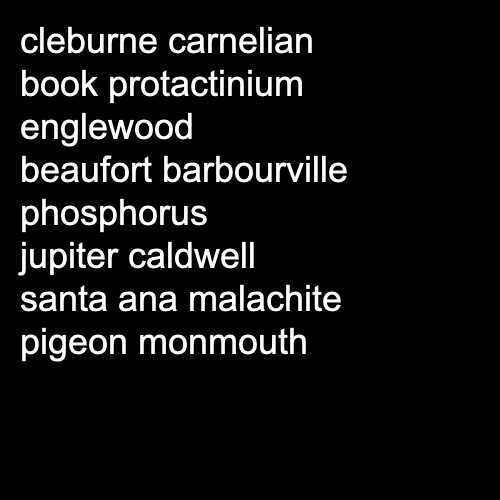 cleburne carnelian
book protactinium
englewood
beaufort barbourville
phosphorus
jupiter caldwell
santa ana malachite
pigeon monmouth